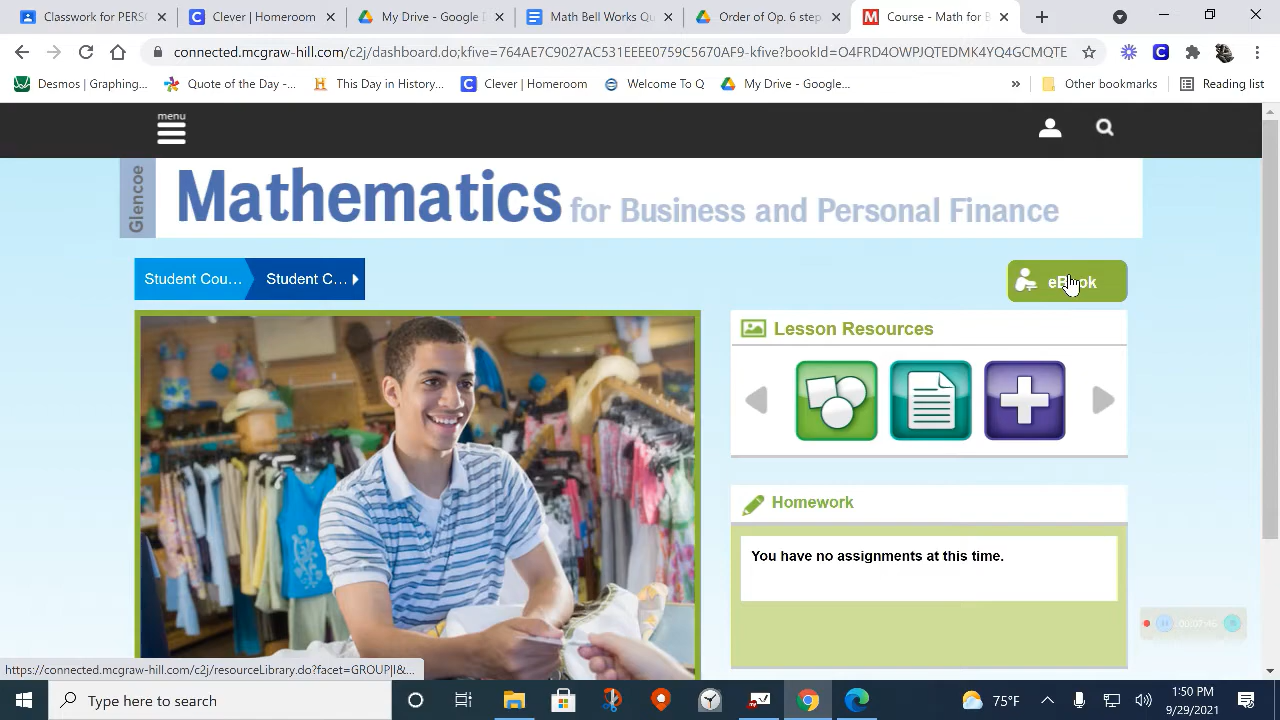 Classwork for PERS
Clever | Homeroom
My Drive - Google D
Math Bell Works Qu
Order of Op. 6 step
Course - Math for B
connected.mcgraw-hill.com/c2j/dashboard.do;kfive=764AE7C9027AC531EEEE0759C5670AF9-kfive?bookId=O4FRD4OWPJQTEDMK4YQ4GCMQTE
Desmos | Graphing...
Quote of the Day -...
This Day in History...
Clever | Homeroom
Welcome To Q
My Drive - Google...
»
Other bookmarks
Reading list
menu
Glencoe
Mathematics for Business and Personal Finance
Student Cou...
Student C...
eBook
Lesson Resources
Homework
You have no assignments at this time.
00:07:46
https://connected.mcgraw-hill.com/c2j/resourceLibrary.do?facet=GROUP|I&...
Type here to search
75°F
1:50 PM
9/29/2021